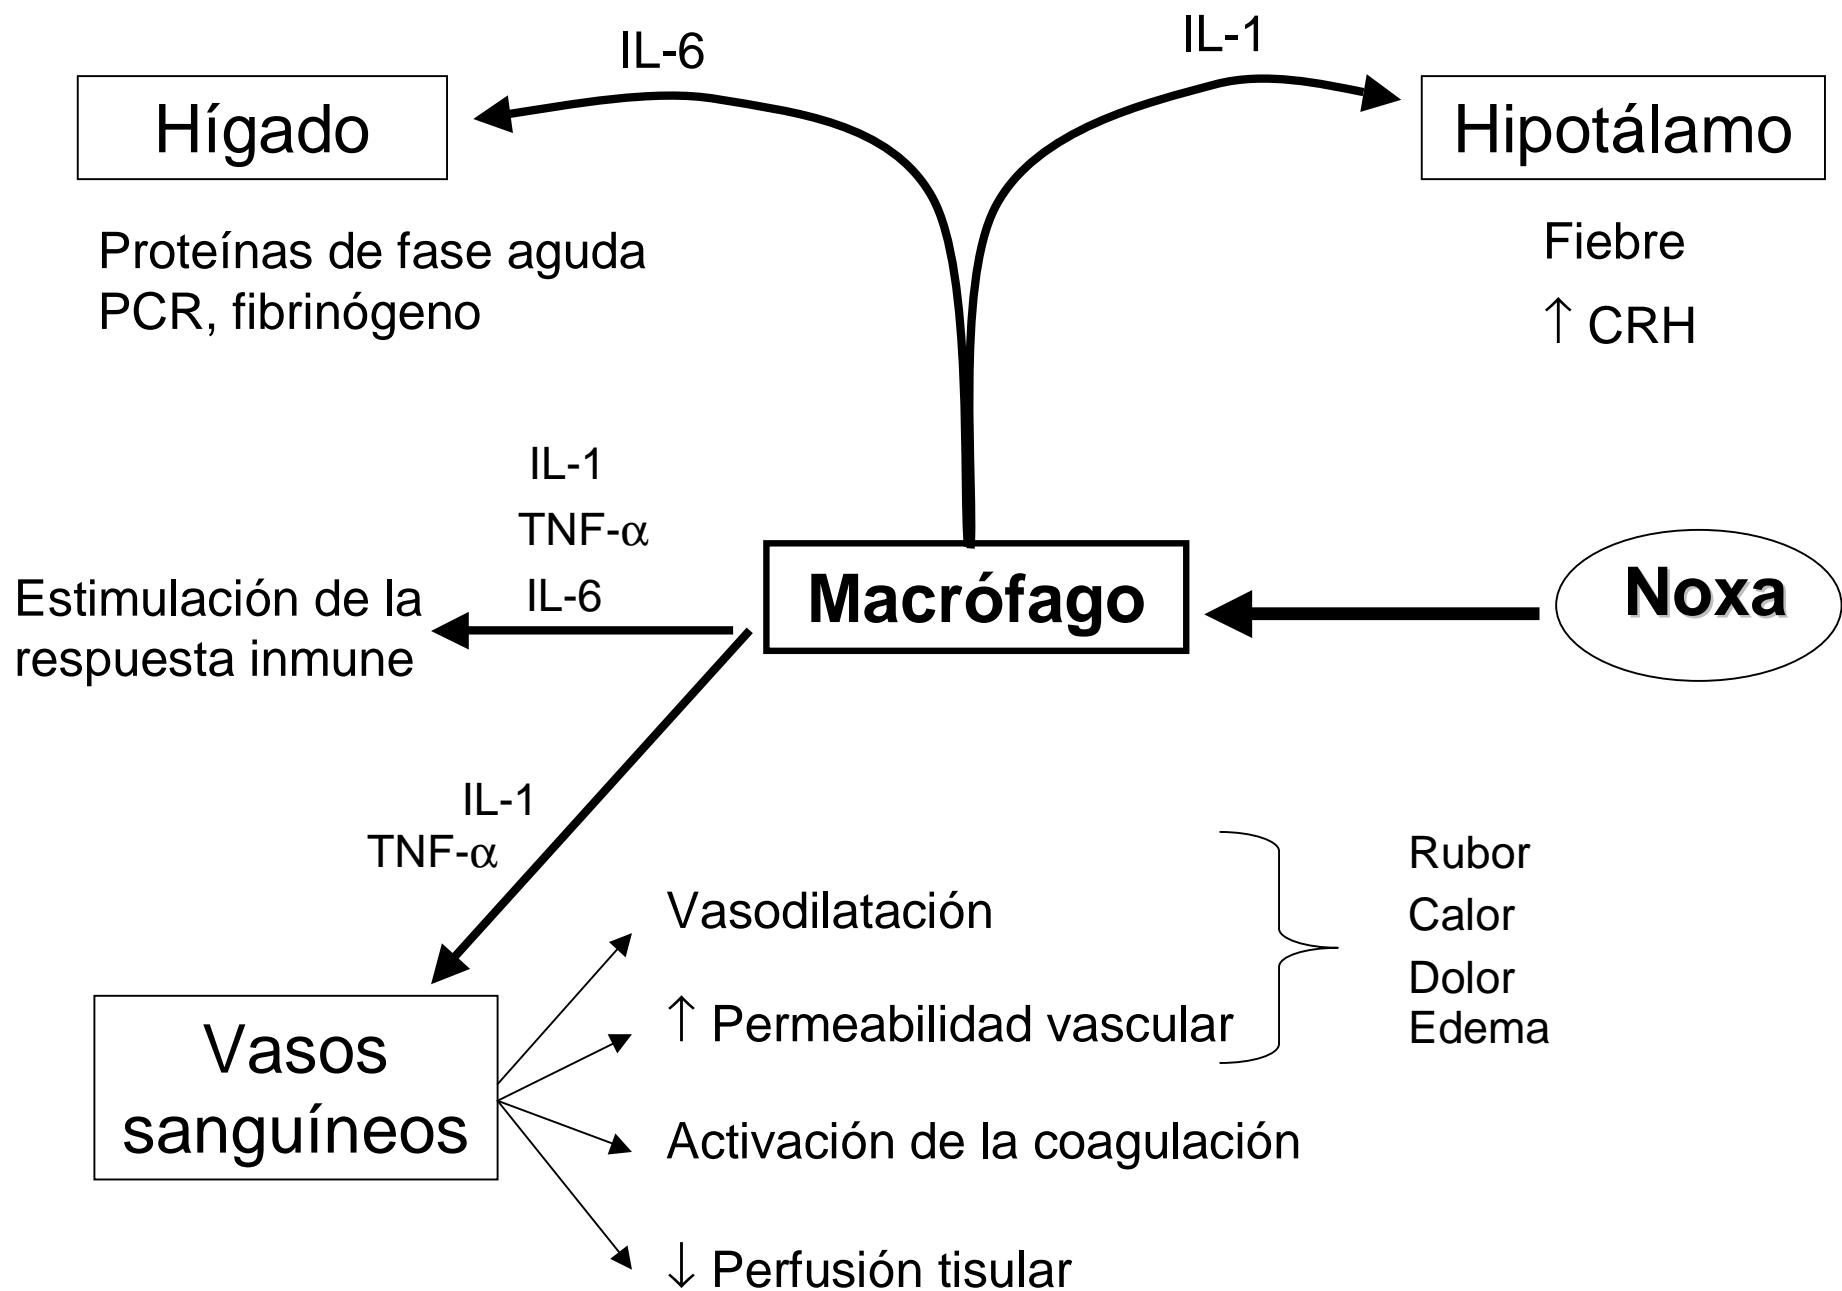 IL-6
IL-1
Hígado
Hipotálamo
Proteínas de fase aguda
PCR, fibrinógeno
Fiebre
↑ CRH
IL-1
TNF-α
IL-6
Estimulación de la
respuesta inmune
Macrófago
Noxa
IL-1
TNF-α
Vasos
sanguíneos
Vasodilatación
↑ Permeabilidad vascular
Activación de la coagulación
↓ Perfusión tisular
Rubor
Calor
Dolor
Edema